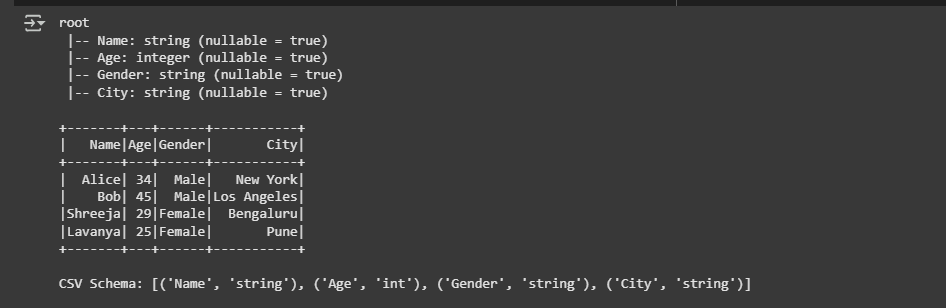 root
 |-- Name: string (nullable = true)
 |-- Age: integer (nullable = true)
 |-- Gender: string (nullable = true)
 |-- City: string (nullable = true)

+-------+---+------+-----------+
|   Name|Age|Gender|       City|
+-------+---+------+-----------+
|  Alice| 34|  Male|   New York|
|    Bob| 45|  Male|Los Angeles|
|Shreeja| 29|Female|  Bengaluru|
|Lavanya| 25|Female|       Pune|
+-------+---+------+-----------+

CSV Schema: [('Name', 'string'), ('Age', 'int'), ('Gender', 'string'), ('City', 'string')]